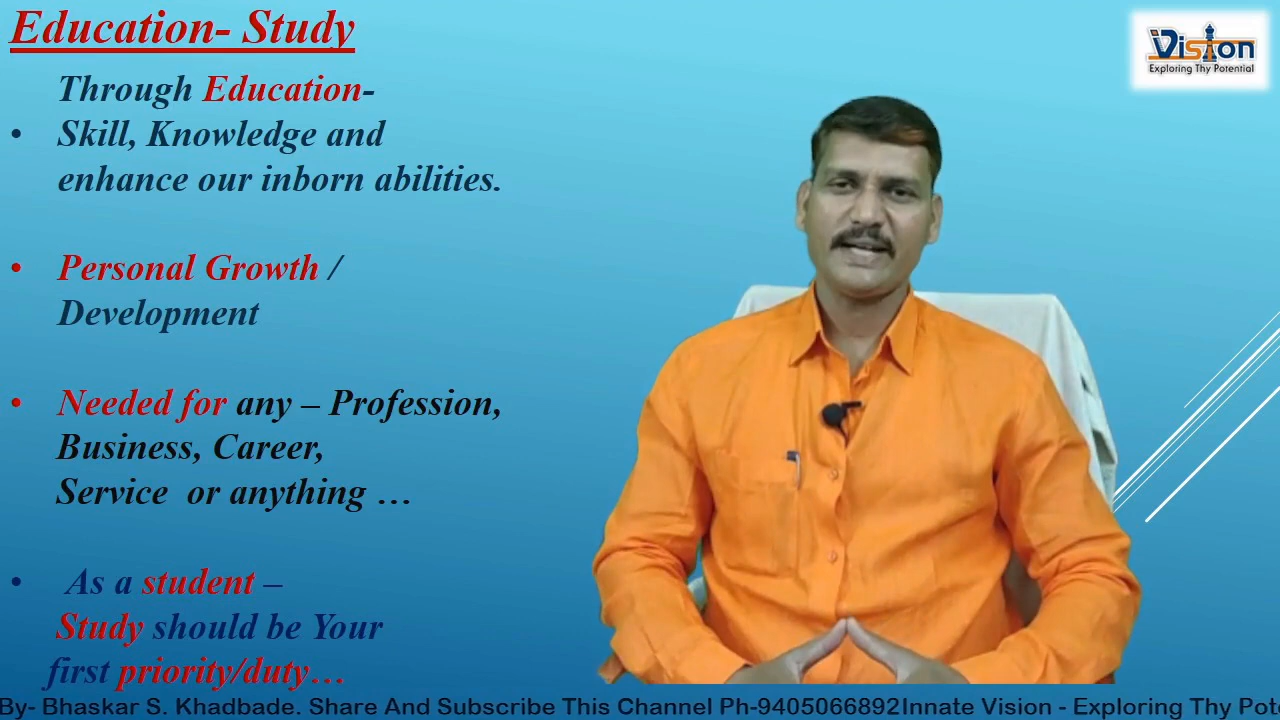 Education- Study
Through Education-
• Skill, Knowledge and
enhance our inborn abilities.
• Personal Growth /
Development
• Needed for any – Profession,
Business, Career,
Service or anything …
• As a student –
Study should be Your
first priority/duty…
Vision
Exploring Thy Potential
By- Bhaskar S. Khadbade. Share And Subscribe This Channel Ph-9405066892Innate Vision - Exploring Thy Pote